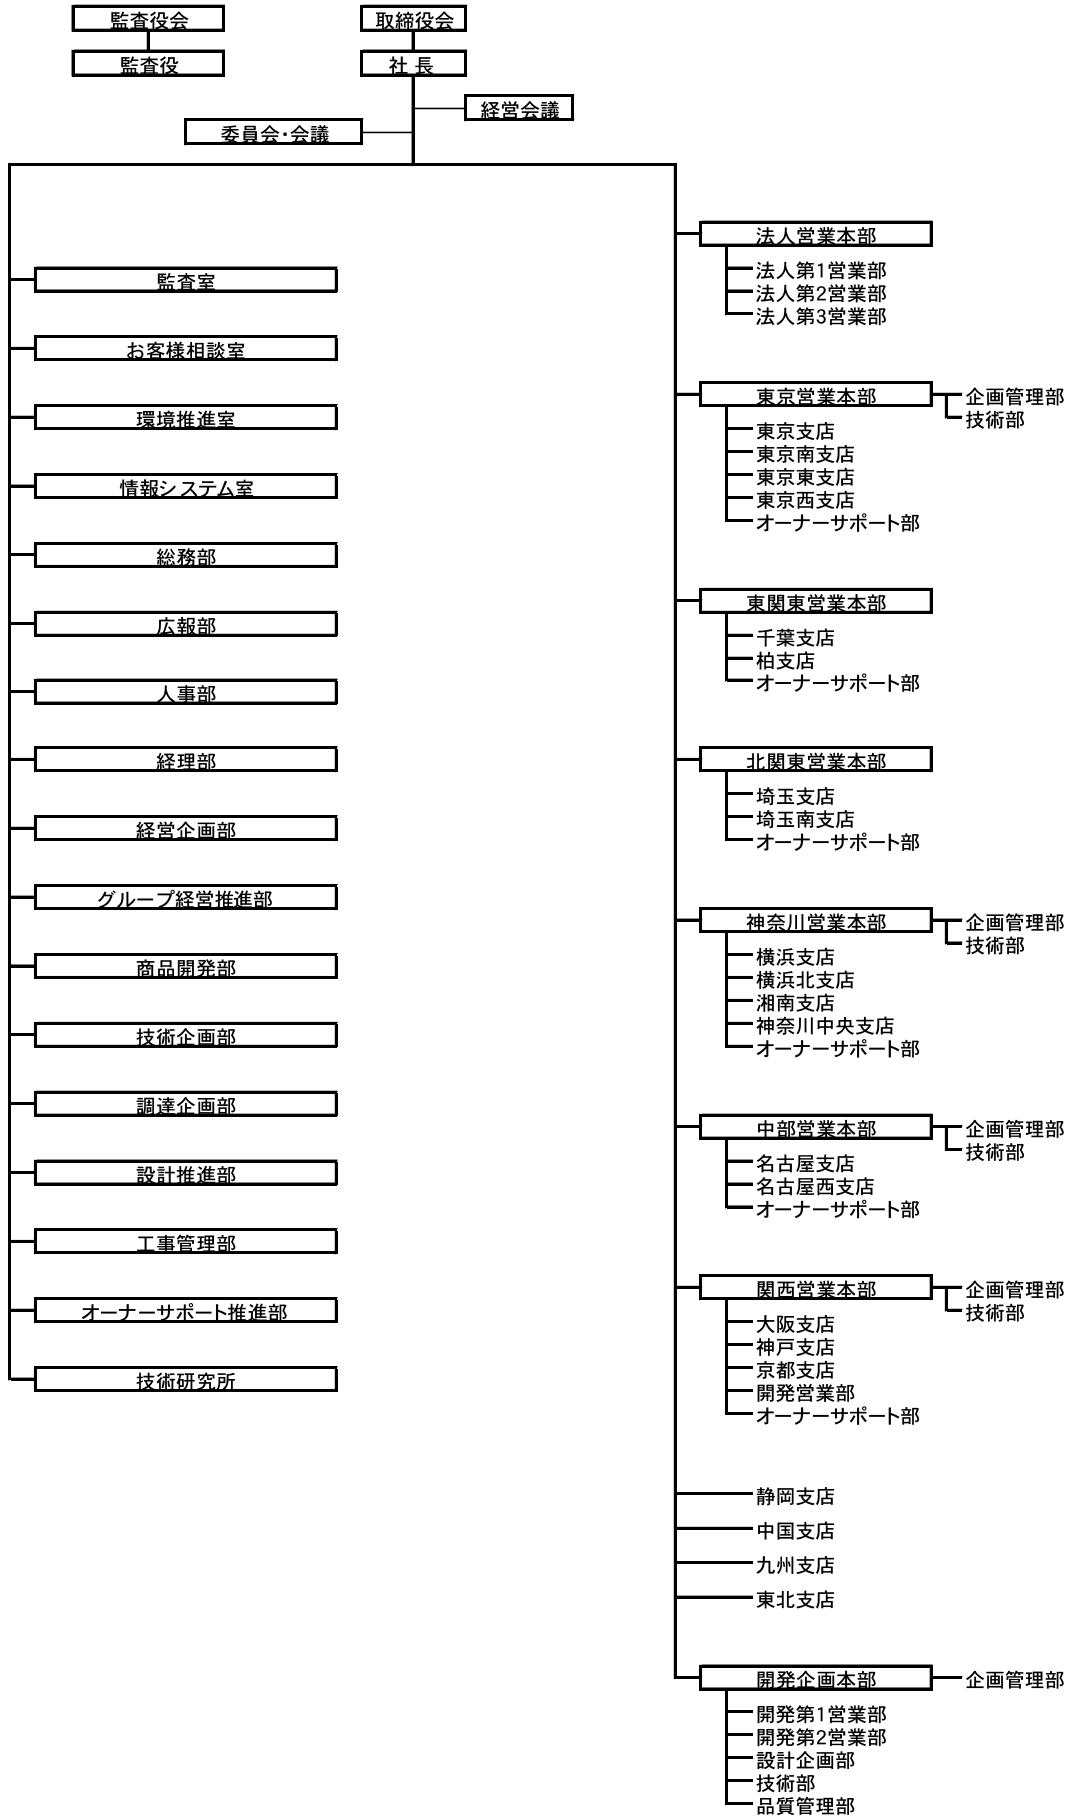 監査役会
取締役会
監査役
社 長
経営会議
委員会・会議
監査室
お客様相談室
環境推進室
情報システム室
総務部
広報部
人事部
経理部
経営企画部
グループ経営推進部
商品開発部
技術企画部
調達企画部
設計推進部
工事管理部
オーナーサポート推進部
技術研究所
法人営業本部
法人第1営業部
法人第2営業部
法人第3営業部
東京営業本部
企画管理部
技術部
東京支店
東京南支店
東京東支店
東京西支店
オーナーサポート部
東関東営業本部
千葉支店
柏支店
オーナーサポート部
北関東営業本部
埼玉支店
埼玉南支店
オーナーサポート部
神奈川営業本部
企画管理部
技術部
横浜支店
横浜北支店
湘南支店
神奈川中央支店
オーナーサポート部
中部営業本部
企画管理部
技術部
名古屋支店
名古屋西支店
オーナーサポート部
関西営業本部
企画管理部
技術部
大阪支店
神戸支店
京都支店
開発営業部
オーナーサポート部
静岡支店
中国支店
九州支店
東北支店
開発企画本部
企画管理部
開発第1営業部
開発第2営業部
設計企画部
技術部
品質管理部